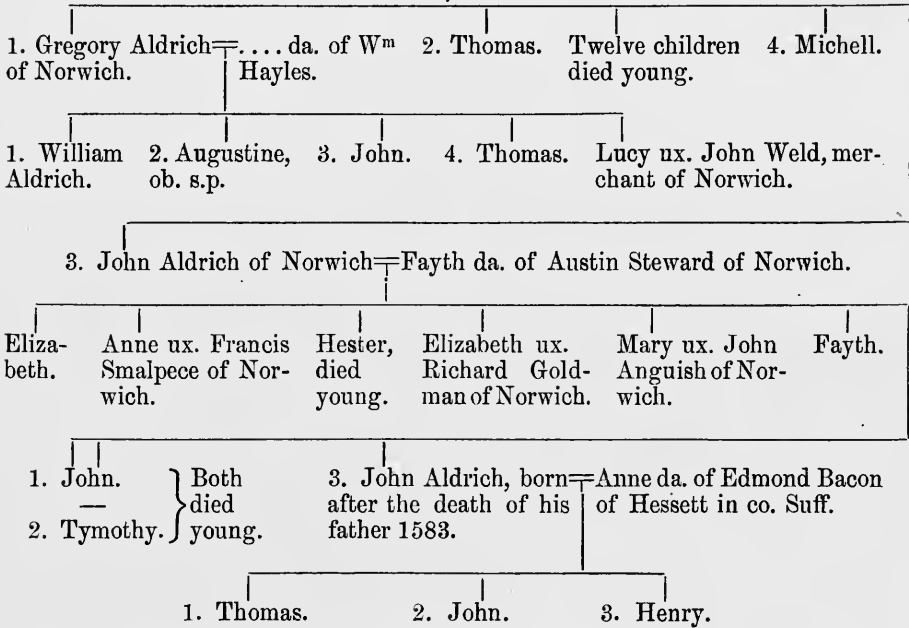 1. Gregory Aldrich=.... da. of Wm 2. Thomas. Twelve children 4. Michell.
of Norwich. Hayles. died young.
1. William 2. Augustine, 3. John. 4. Thomas. Lucy ux. John Weld, mer-
Aldrich. ob. s.p. chant of Norwich.
3. John Aldrich of Norwich=Fayth da. of Austin Steward of Norwich.
Eliza- Anne ux. Francis Hester, Elizabeth ux. Mary ux. John Fayth.
beth. Smalpece of Nor- died Richard Gold- Anguish of Nor-
wich. young. man of Norwich. wich.
1. John. } Both 3. John Aldrich, born=Anne da. of Edmond Bacon
— died after the death of his of Hessett in co. Suff.
2. Tymothy. young. father 1583.
1. Thomas. 2. John. 3. Henry.